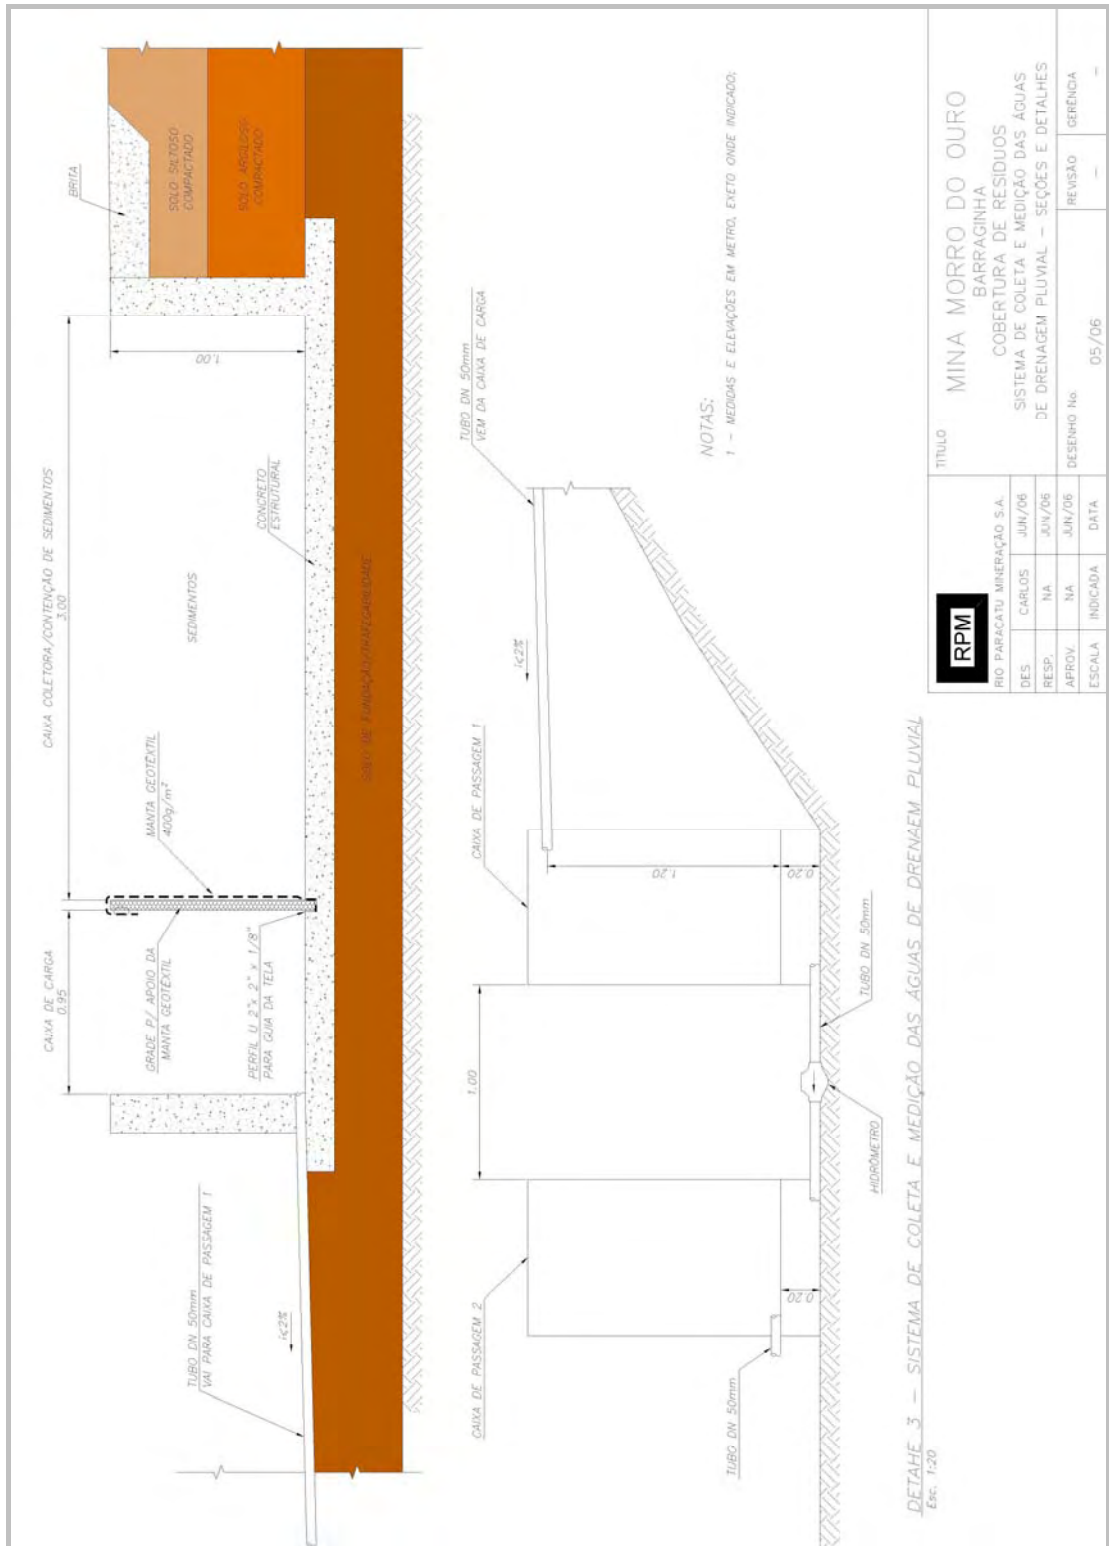 CAIXA COLETORA/CONTENÇÃO DE SEDIMENTOS
3.00
CAIXA DE CARGA
0.95
BRITA
SOLO SILTOSO
COMPACTADO
SOLO ARGILOSO
COMPACTADO
1.00
SEDIMENTOS
CONCRETO
ESTRUTURAL
MANTA GEOTÊXTIL
400g/m²
GRADE P/ APOIO DA
MANTA GEOTÊXTIL
PERFIL U 2"x 2" x 1/8"
PARA GUIA DA TELA
SOLO DE FUNDAÇÃO/TRAFEGABILIDADE
TUBO DN 50mm
VAI PARA CAIXA DE PASSAGEM 1
i<2%
TUBO DN 50mm
VEM DA CAIXA DE CARGA
i<2%
CAIXA DE PASSAGEM 1
1.20
0.20
1.00
TUBO DN 50mm
HIDRÔMETRO
CAIXA DE PASSAGEM 2
0.20
TUBO DN 50mm
NOTAS:
1 - MEDIDAS E ELEVAÇÕES EM METRO, EXETO ONDE INDICADO;
DETAHE 3 - SISTEMA DE COLETA E MEDIÇÃO DAS ÁGUAS DE DRENAEM PLUVIAL
Esc. 1:20
RPM
RIO PARACATU MINERAÇÃO S.A.
DES CARLOS JUN/06
RESP. NA JUN/06
APROV. NA JUN/06
ESCALA INDICADA DATA
TITULO
MINA MORRO DO OURO
BARRAGINHA
COBERTURA DE RESÍDUOS
SISTEMA DE COLETA E MEDIÇÃO DAS ÁGUAS
DE DRENAGEM PLUVIAL - SEÇÕES E DETALHES
DESENHO No. REVISÃO GERÊNCIA
05/06 - -